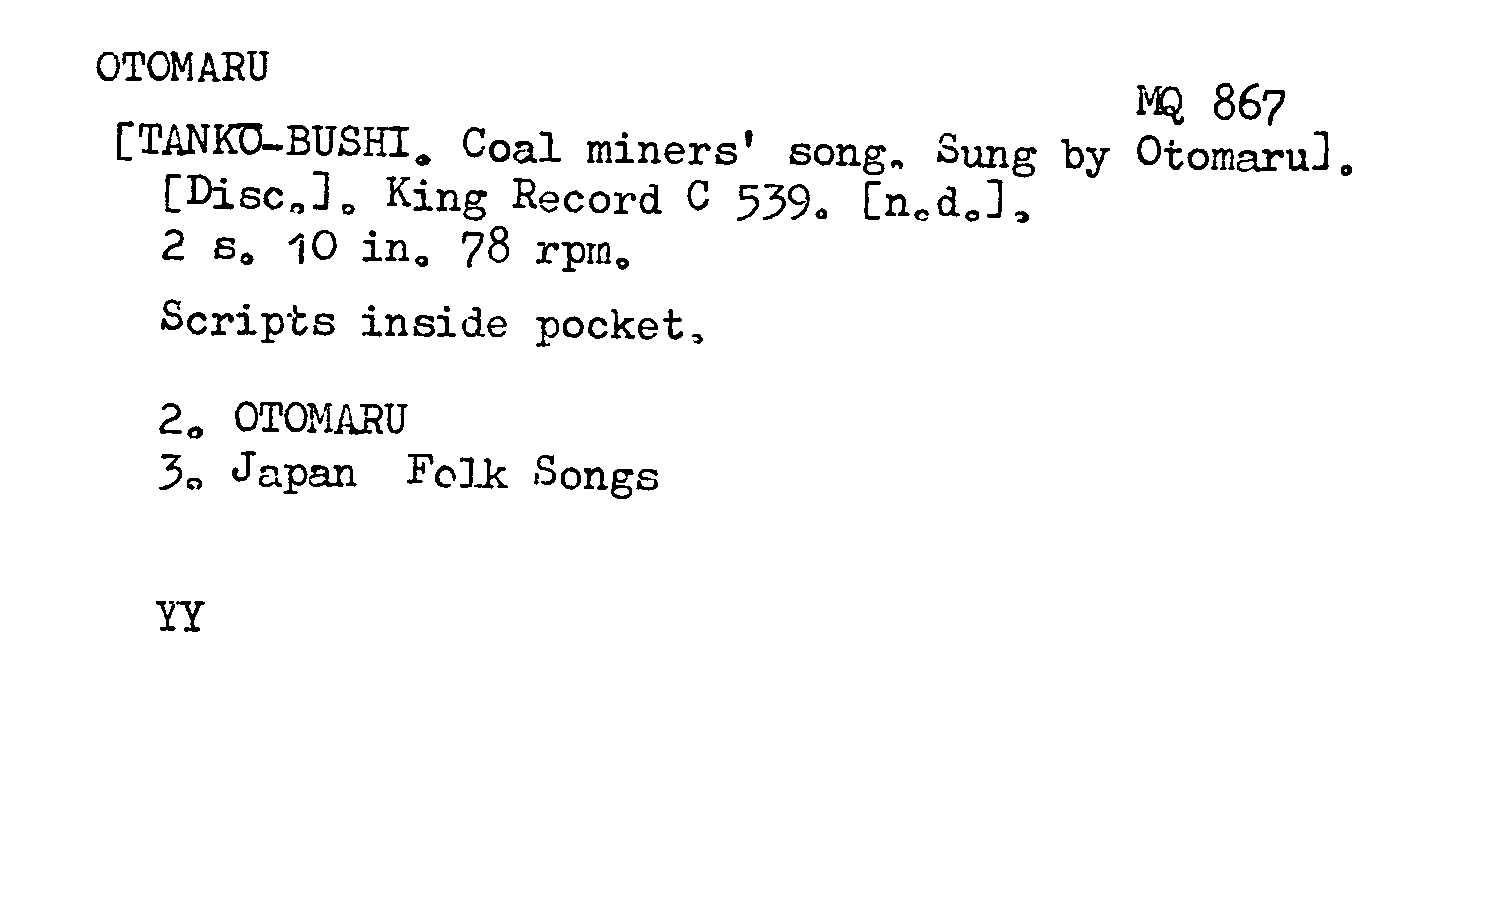 OTOMARU
MQ 867
[TANKŌ-BUSHI. Coal miners' song. Sung by Otomaru].
[Disc.]. King Record C 539. [n.d.].
2 s. 10 in. 78 rpm.
Scripts inside pocket.
2. OTOMARU
3. Japan Folk Songs
YY